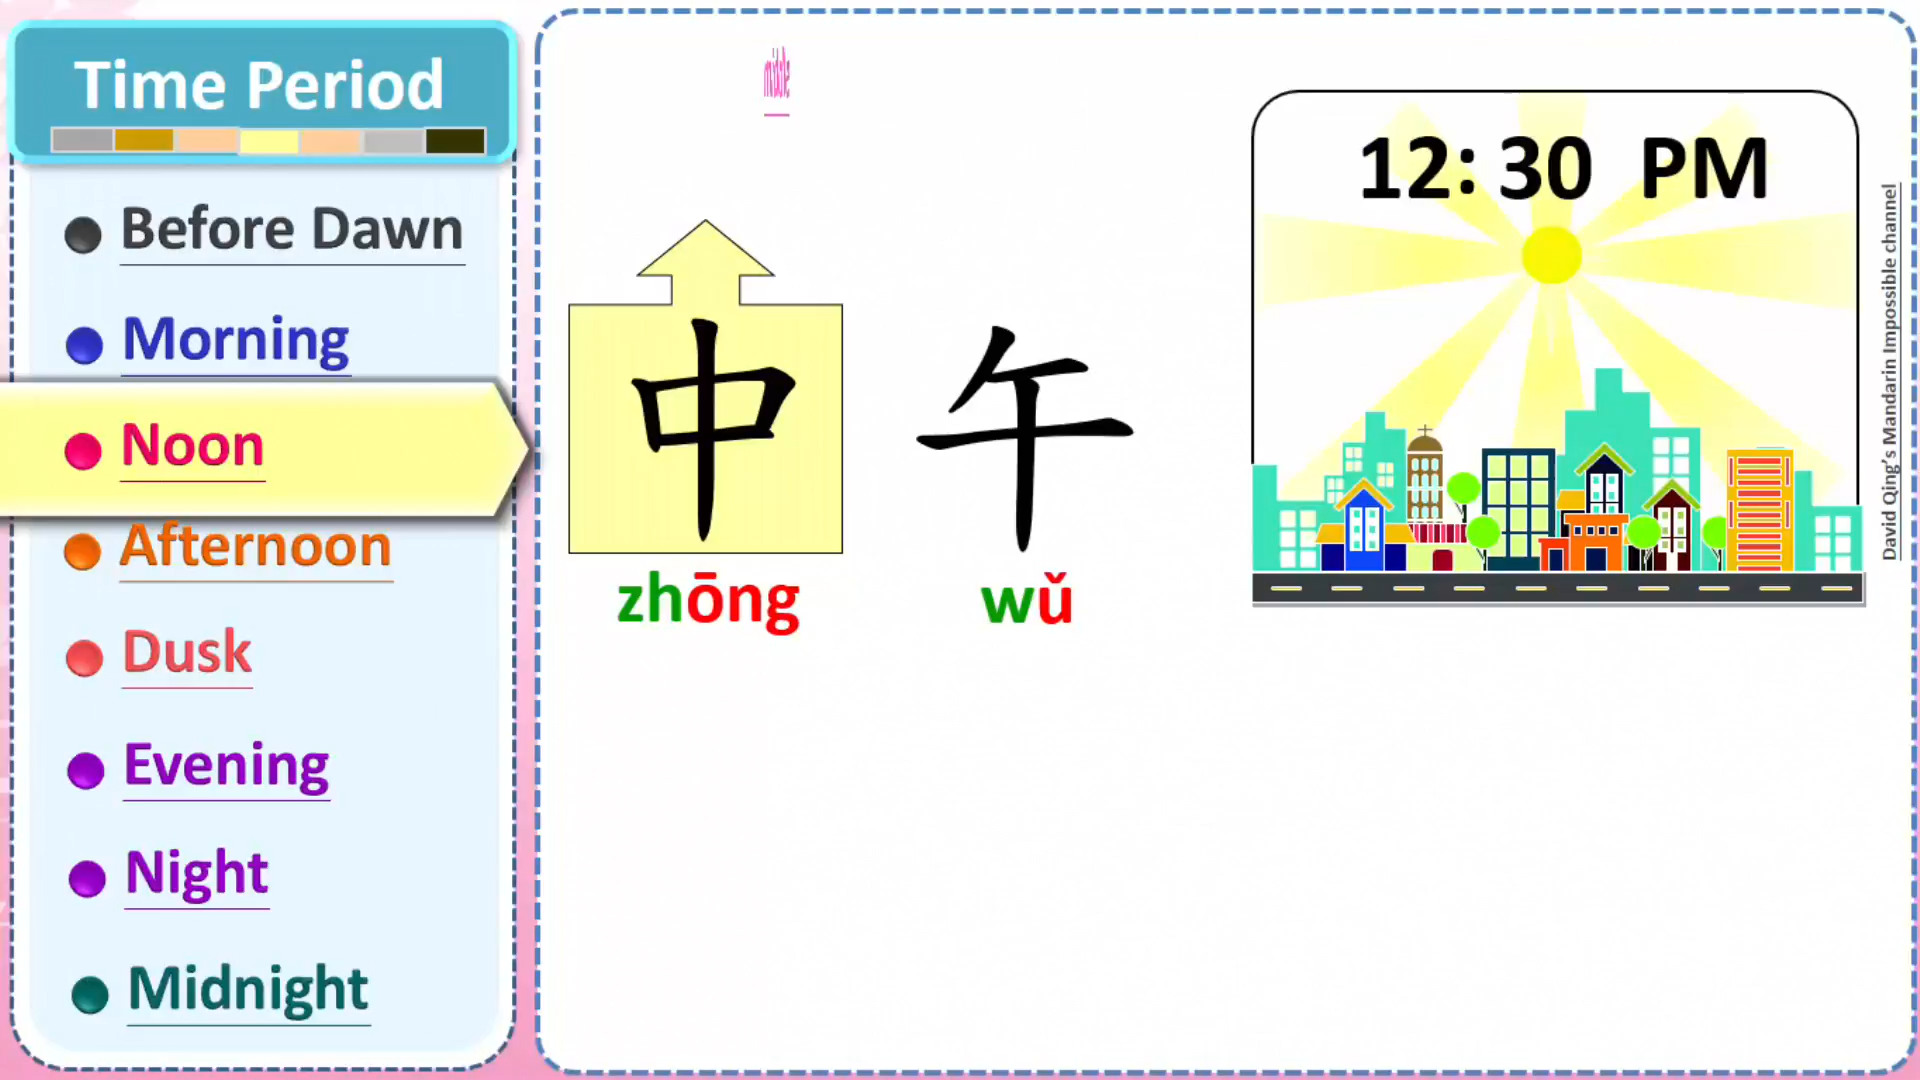 Time Period
Before Dawn
Morning
Noon
Afternoon
Dusk
Evening
Night
Midnight
middle
中 午
zhōng wǔ
12: 30 PM
David Qing's Mandarin Impossible channel